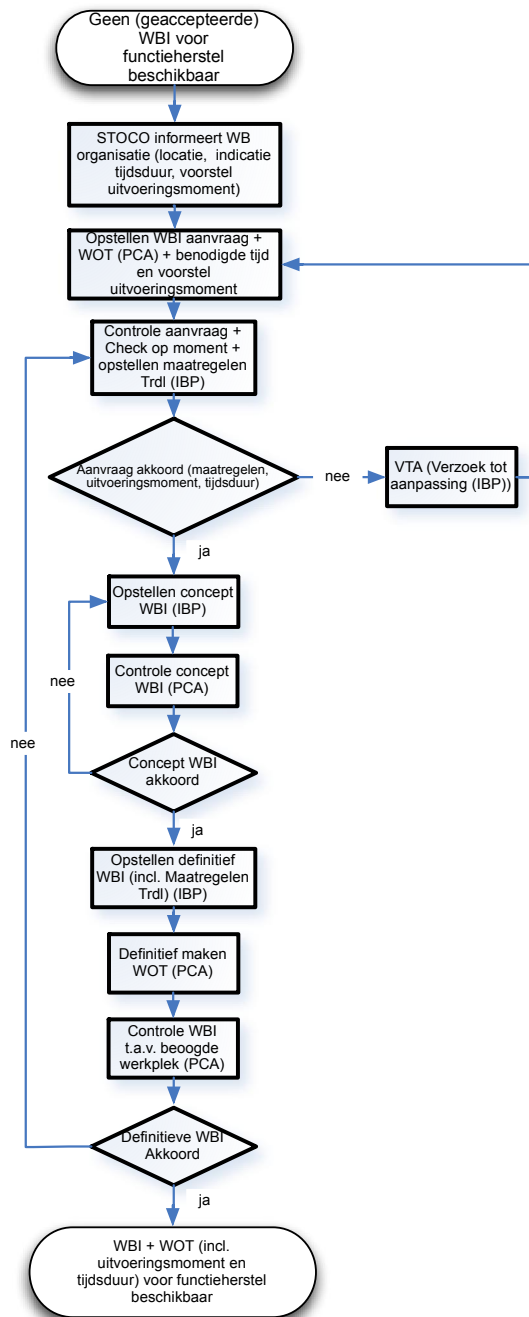 Geen (geaccepteerde)
WBI voor
functieherstel
beschikbaar
STOCO informeert WB
organisatie (locatie, indicatie
tijdsduur, voorstel
uitvoeringsmoment)
Opstellen WBI aanvraag +
WOT (PCA) + benodigde tijd
en voorstel
uitvoeringsmoment
Controle aanvraag +
Check op moment +
opstellen maatregelen
Trdl (IBP)
Aanvraag akkoord (maatregelen,
uitvoeringsmoment, tijdsduur)
nee
VTA (Verzoek tot
aanpassing (IBP))
ja
Opstellen concept
WBI (IBP)
nee
Controle concept
WBI (PCA)
nee
Concept WBI
akkoord
ja
Opstellen definitief
WBI (incl. Maatregelen
Trdl) (IBP)
Definitief maken
WOT (PCA)
Controle WBI
t.a.v. beoogde
werkplek (PCA)
Definitieve WBI
Akkoord
ja
WBI + WOT (incl.
uitvoeringsmoment en
tijdsduur) voor functieherstel
beschikbaar